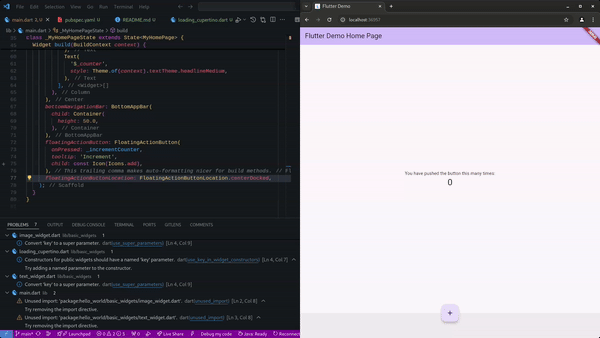 File Edit Selection View Go Run Terminal Help
main.dart 4
pubspec.yaml
README.md
loading_cupertino.dart
lib > main.dart > _MyHomePageState > build
class _MyHomePageState extends State<MyHomePage> {
Widget build(BuildContext context) {
), // Text
Text(
'$_counter',
style: Theme.of(context).textTheme.headlineMedium,
), // Text
], // <Widget>[]
), // Column
), // Center
bottomNavigationBar: BottomAppBar(
child: Container(
height: 50.0,
), // Container
), // BottomAppBar
floatingActionButton: FloatingActionButton(
onPressed: _incrementCounter,
tooltip: 'Increment',
child: const Icon(Icons.add),
), // This trailing comma makes auto-formatting nicer for build methods. // F
floatingActionButtonLocation: FloatingActionButtonLocation.centerDocked,
); // Scaffold
}
}
PROBLEMS 7 OUTPUT DEBUG CONSOLE TERMINAL PORTS GITLENS COMMENTS
image_widget.dart lib/basic_widgets 1
Convert 'key' to a super parameter. dart(use_super_parameters) [Ln 4, Col 9]
loading_cupertino.dart lib/basic_widgets 1
Constructors for public widgets should have a named 'key' parameter. dart(use_key_in_widget_constructors) [Ln 4, Col 7]
Try adding a named parameter to the constructor.
text_widget.dart lib/basic_widgets 1
Convert 'key' to a super parameter. dart(use_super_parameters) [Ln 4, Col 9]
main.dart lib 2
Unused import: 'package:hello_world/basic_widgets/image_widget.dart'. dart(unused_import) [Ln 3, Col 8]
Try removing the import directive.
Unused import: 'package:hello_world/basic_widgets/text_widget.dart'. dart(unused_import) [Ln 2, Col 8]
Try removing the import directive.
main* Launchpad 0 2 5 Live Share Debug my code Java: Ready Reconnect
Flutter Demo
localhost
Flutter Demo Home Page
You have pushed the button this many times:
0
+